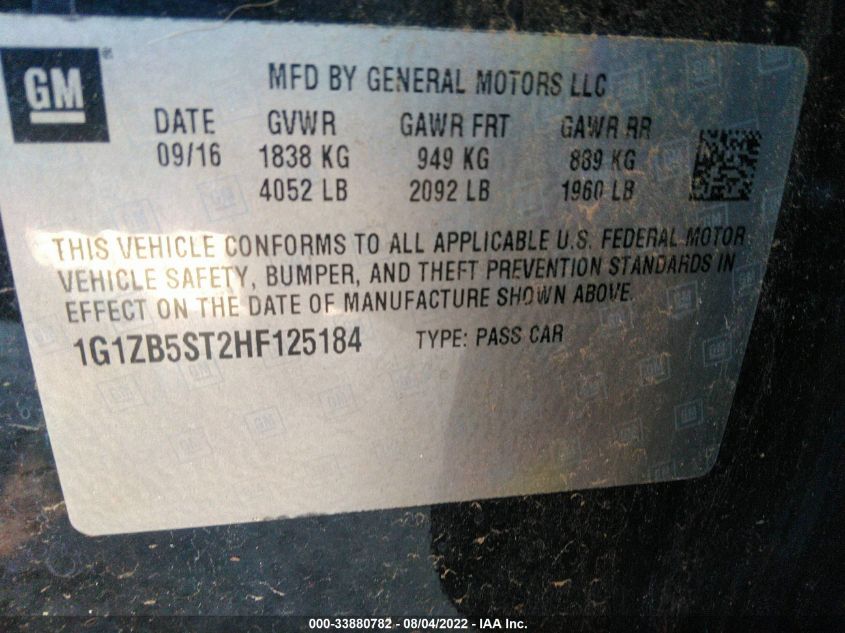 GM
MFD BY GENERAL MOTORS LLC
DATE GVWR GAWR FRT GAWR RR
09/16 1838 KG 949 KG 889 KG
4052 LB 2092 LB 1960 LB
THIS VEHICLE CONFORMS TO ALL APPLICABLE U.S. FEDERAL MOTOR
VEHICLE SAFETY, BUMPER, AND THEFT PREVENTION STANDARDS IN
EFFECT ON THE DATE OF MANUFACTURE SHOWN ABOVE.
1G1ZB5ST2HF125184 TYPE: PASS CAR
000-33880782 - 08/04/2022 - IAA Inc.